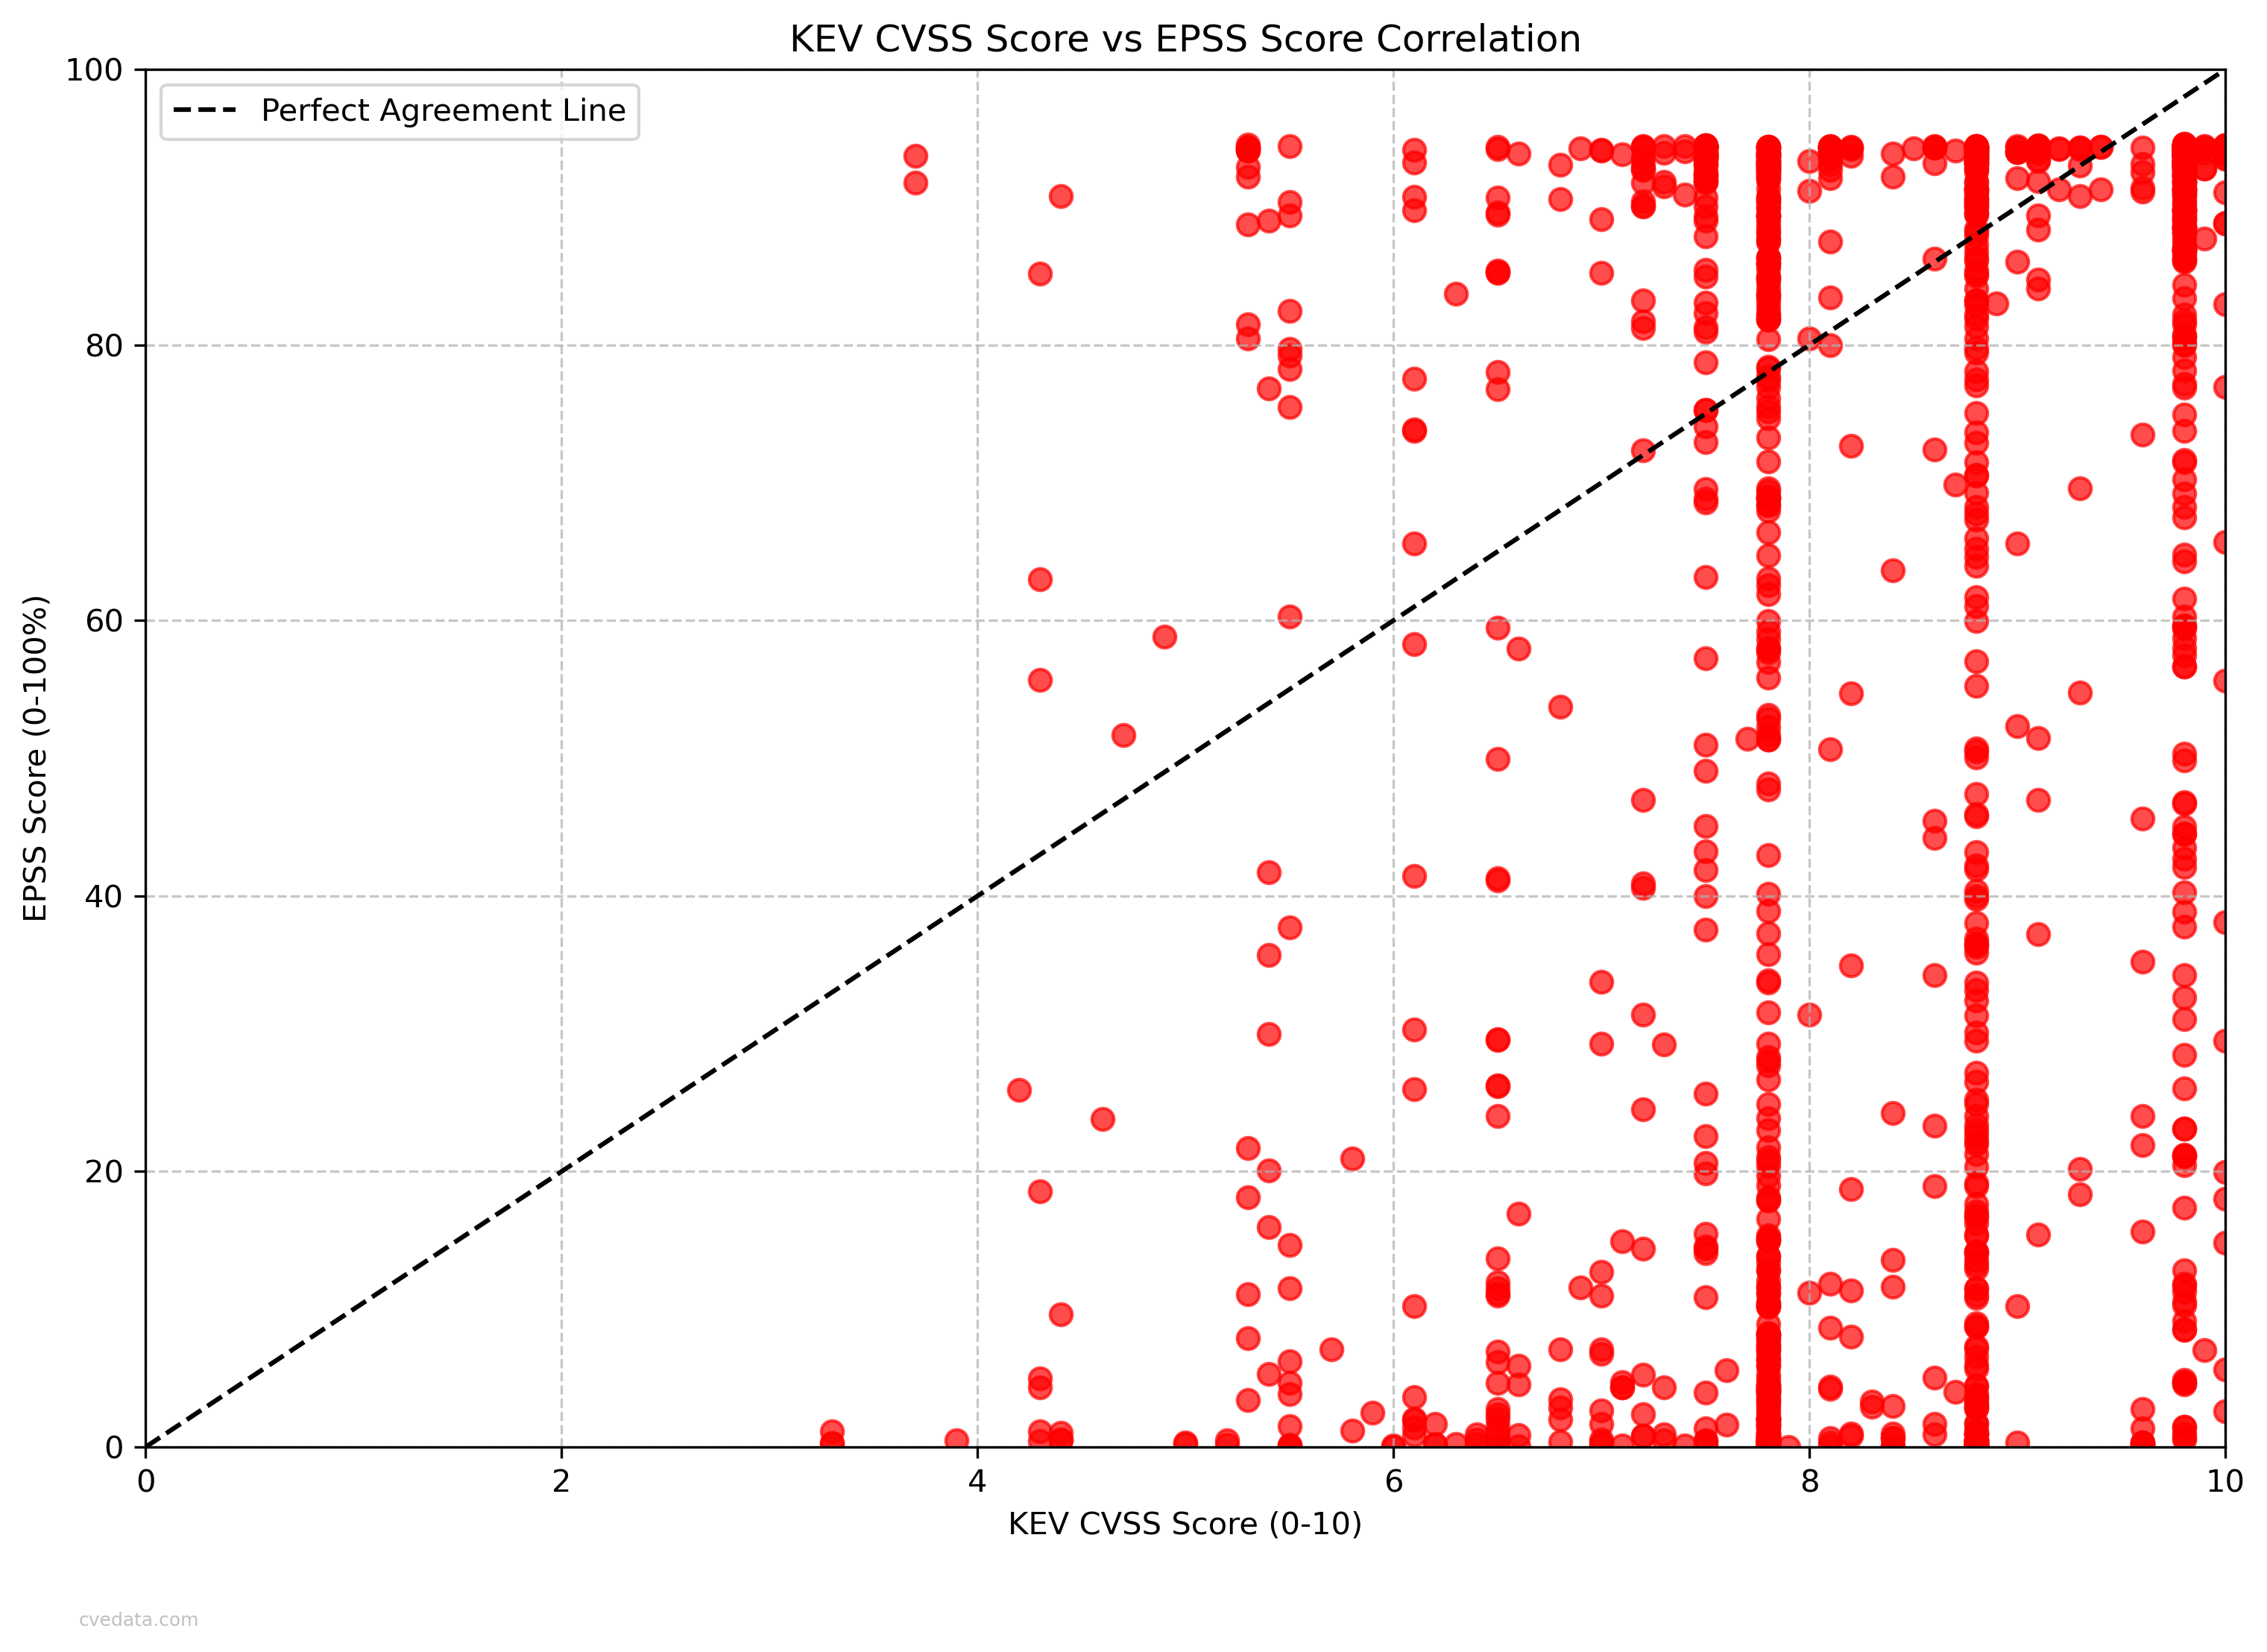 KEV CVSS Score vs EPSS Score Correlation
Perfect Agreement Line
EPSS Score (0-100%)
100
80
60
40
20
0
0 2 4 6 8 10
KEV CVSS Score (0-10)
cvedata.com